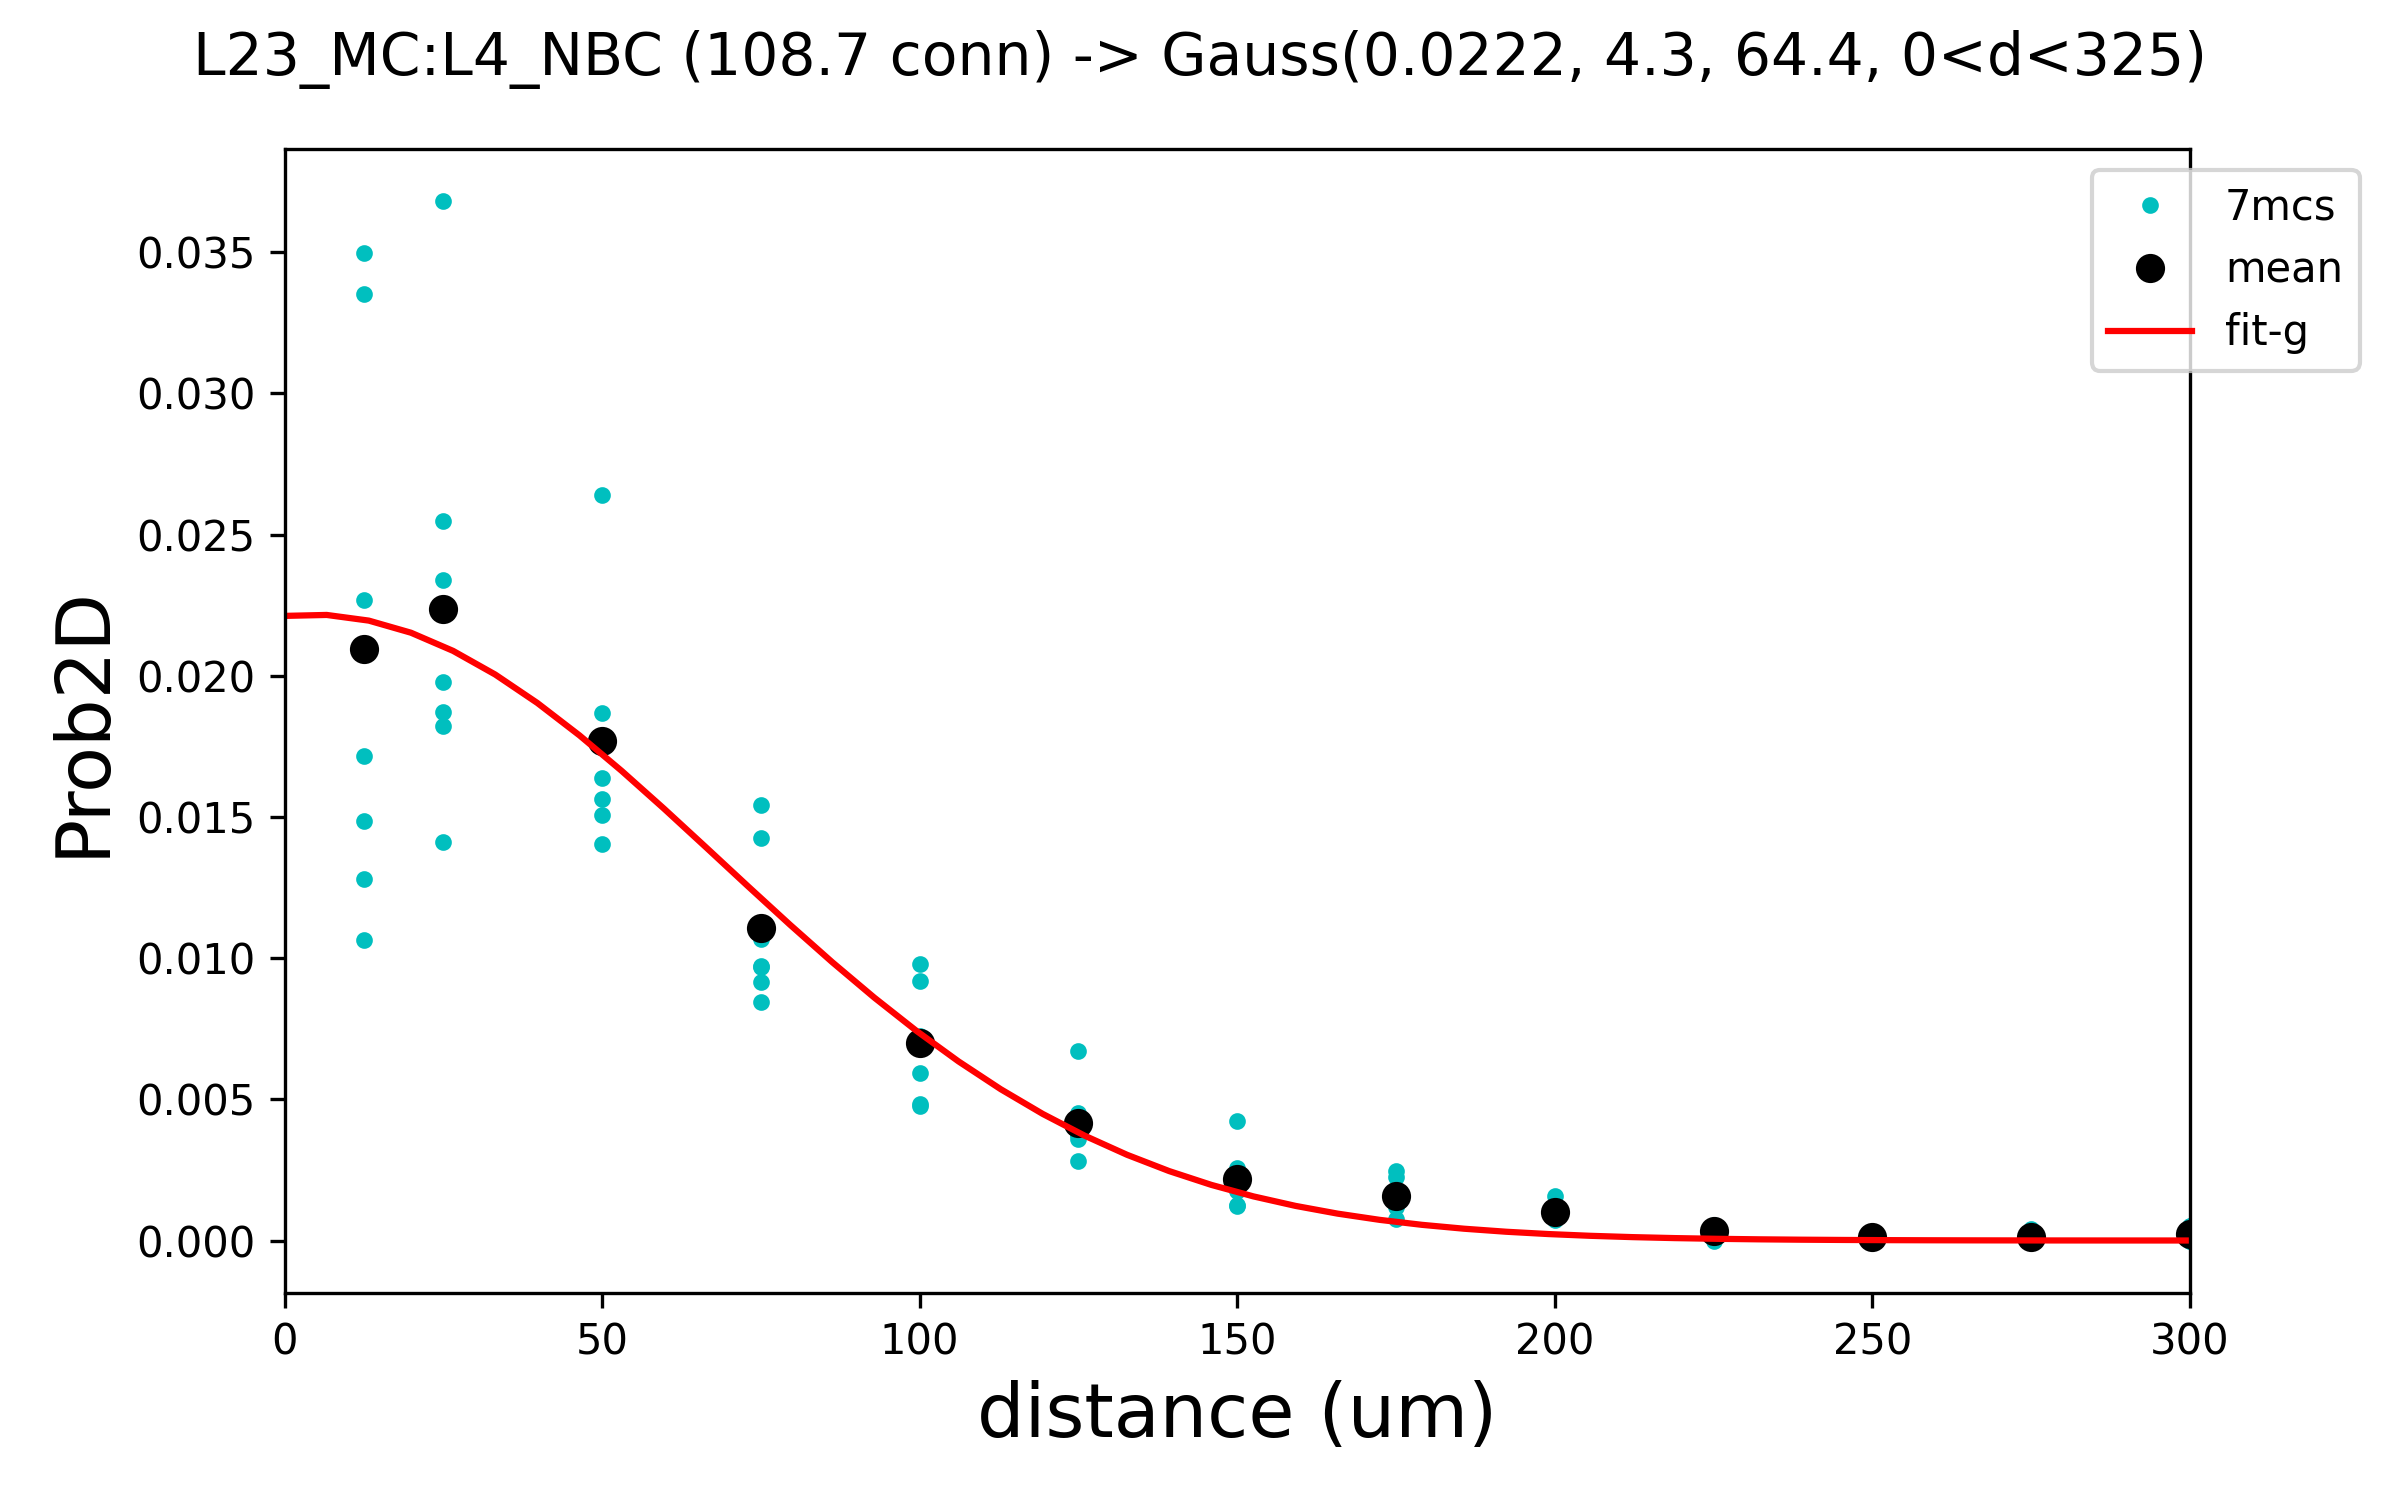 L23_MC:L4_NBC (108.7 conn) -> Gauss(0.0222, 4.3, 64.4, 0<d<325)
7mcs
mean
fit-g
Prob2D
0.035
0.030
0.025
0.020
0.015
0.010
0.005
0.000
0 50 100 150 200 250 300
distance (um)